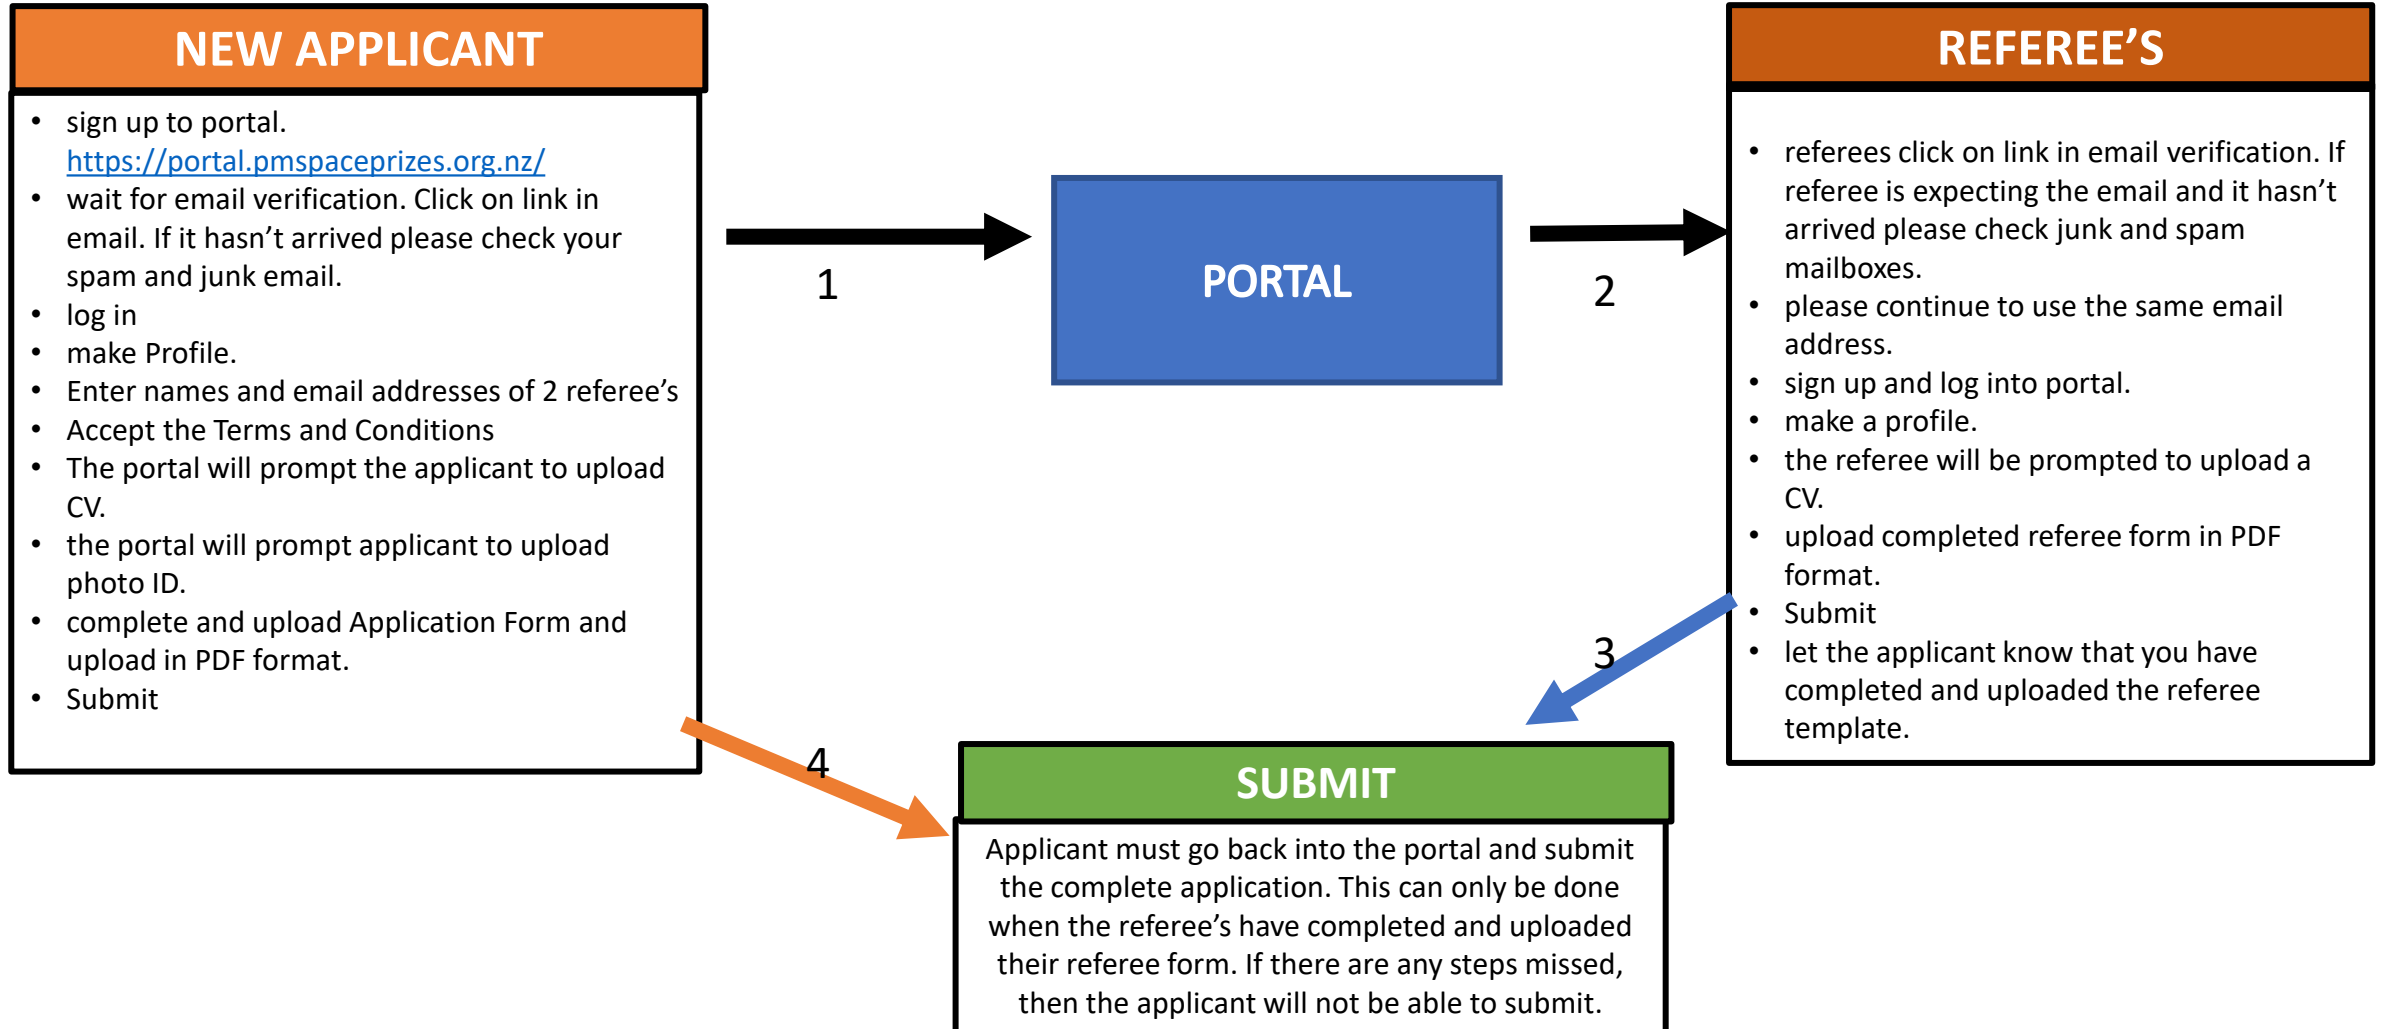 NEW APPLICANT
• sign up to portal.
https://portal.pmspaceprizes.org.nz/
• wait for email verification. Click on link in
email. If it hasn’t arrived please check your
spam and junk email.
• log in
• make Profile.
• Enter names and email addresses of 2 referee’s
• Accept the Terms and Conditions
• The portal will prompt the applicant to upload
CV.
• the portal will prompt applicant to upload
photo ID.
• complete and upload Application Form and
upload in PDF format.
• Submit
1
PORTAL
2
REFEREE’S
• referees click on link in email verification. If
referee is expecting the email and it hasn’t
arrived please check junk and spam
mailboxes.
• please continue to use the same email
address.
• sign up and log into portal.
• make a profile.
• the referee will be prompted to upload a
CV.
• upload completed referee form in PDF
format.
• Submit
• let the applicant know that you have
completed and uploaded the referee
template.
3
4
SUBMIT
Applicant must go back into the portal and submit
the complete application. This can only be done
when the referee’s have completed and uploaded
their referee form. If there are any steps missed,
then the applicant will not be able to submit.